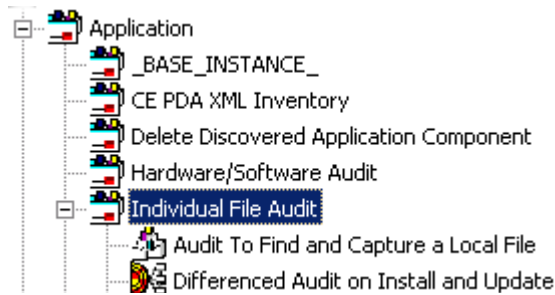 Application
_BASE_INSTANCE_
CE PDA XML Inventory
Delete Discovered Application Component
Hardware/Software Audit
Individual File Audit
Audit To Find and Capture a Local File
Differenced Audit on Install and Update